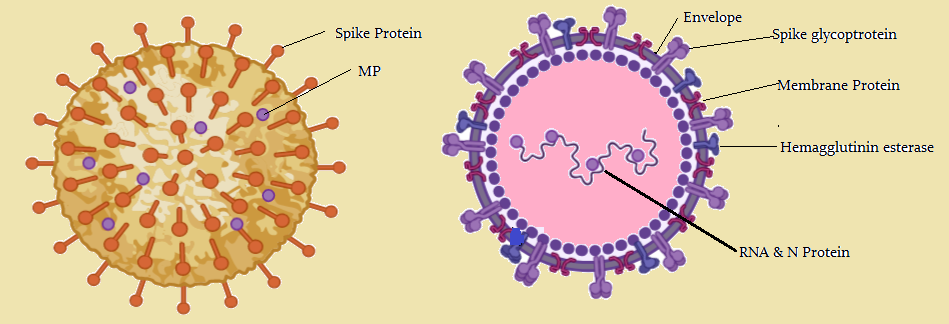 Spike Protein
MP
Envelope
Spike glycoptrotein
Membrane Protein
Hemagglutinin esterase
RNA & N Protein